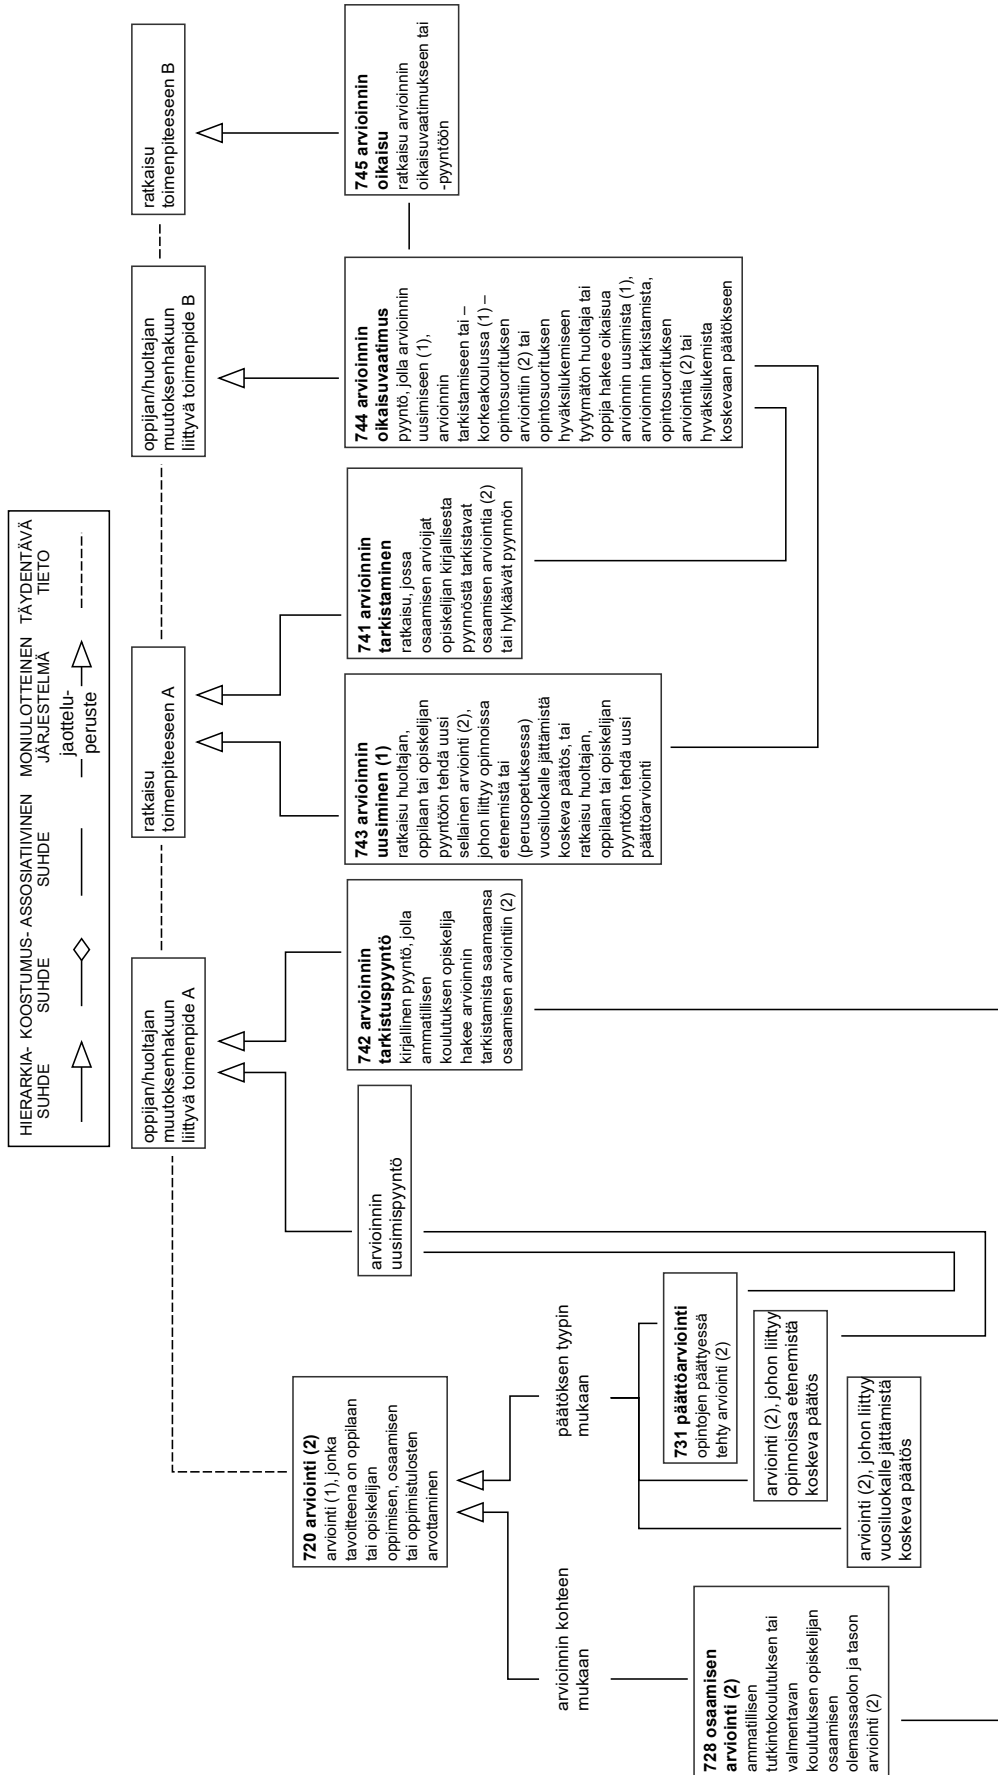 HIERARKIA- KOOSTUMUS- ASSOSIATIIVINEN MONIULOTTEINEN TÄYDENTÄVÄ
SUHDE SUHDE SUHDE JÄRJESTELMÄ TIETO
jaottelu-
peruste
oppijan/huoltajan
muutoksenhakuun
liittyvä toimenpide A
ratkaisu
toimenpiteeseen A
oppijan/huoltajan
muutoksenhakuun
liittyvä toimenpide B
ratkaisu
toimenpiteeseen B
720 arviointi (2)
arviointi (1), jonka
tavoitteena on oppilaan
tai opiskelijan
oppimisen, osaamisen
tai oppimistulosten
arvottaminen
arvioinnin
uusimispyyntö
742 arvioinnin
tarkistuspyyntö
kirjallinen pyyntö, jolla
ammatillisen
koulutuksen opiskelija
hakee arvioinnin
tarkistamista saamaansa
osaamisen arviointiin (2)
743 arvioinnin
uusiminen (1)
ratkaisu huoltajan,
oppilaan tai opiskelijan
pyyntöön tehdä uusi
sellainen arviointi (2),
johon liittyy opinnoissa
etenemistä tai
(perusopetuksessa)
vuosiluokalle jättämistä
koskeva päätös, tai
ratkaisu huoltajan,
oppilaan tai opiskelijan
pyyntöön tehdä uusi
päättöarviointi
741 arvioinnin
tarkistaminen
ratkaisu, jossa
osaamisen arvioijat
opiskelijan kirjallisesta
pyynnöstä tarkistavat
osaamisen arviointia (2)
tai hylkäävät pyynnön
744 arvioinnin
oikaisuvaatimus
pyyntö, jolla arvioinnin
uusimiseen (1),
arvioinnin
tarkistamiseen tai –
korkeakoulussa (1) –
opintosuorituksen
arviointiin (2) tai
opintosuorituksen
hyväksilukemiseen
tyytymätön huoltaja tai
oppija hakee oikaisua
arvioinnin uusimista (1),
arvioinnin tarkistamista,
opintosuorituksen
arviointia (2) tai
hyväksilukemista
koskevaan päätökseen
745 arvioinnin
oikaisu
ratkaisu arvioinnin
oikaisuvaatimukseen tai
-pyyntöön
arvioinnin kohteen
mukaan
päätöksen tyypin
mukaan
728 osaamisen
arviointi (2)
ammatillisen
tutkintokoulutuksen tai
valmentavan
koulutuksen opiskelijan
osaamisen
olemassaolon ja tason
arviointi (2)
731 päättöarviointi
opintojen päättyessä
tehty arviointi (2)
arviointi (2), johon liittyy
opinnoissa etenemistä
koskeva päätös
arviointi (2), johon liittyy
vuosiluokalle jättämistä
koskeva päätös